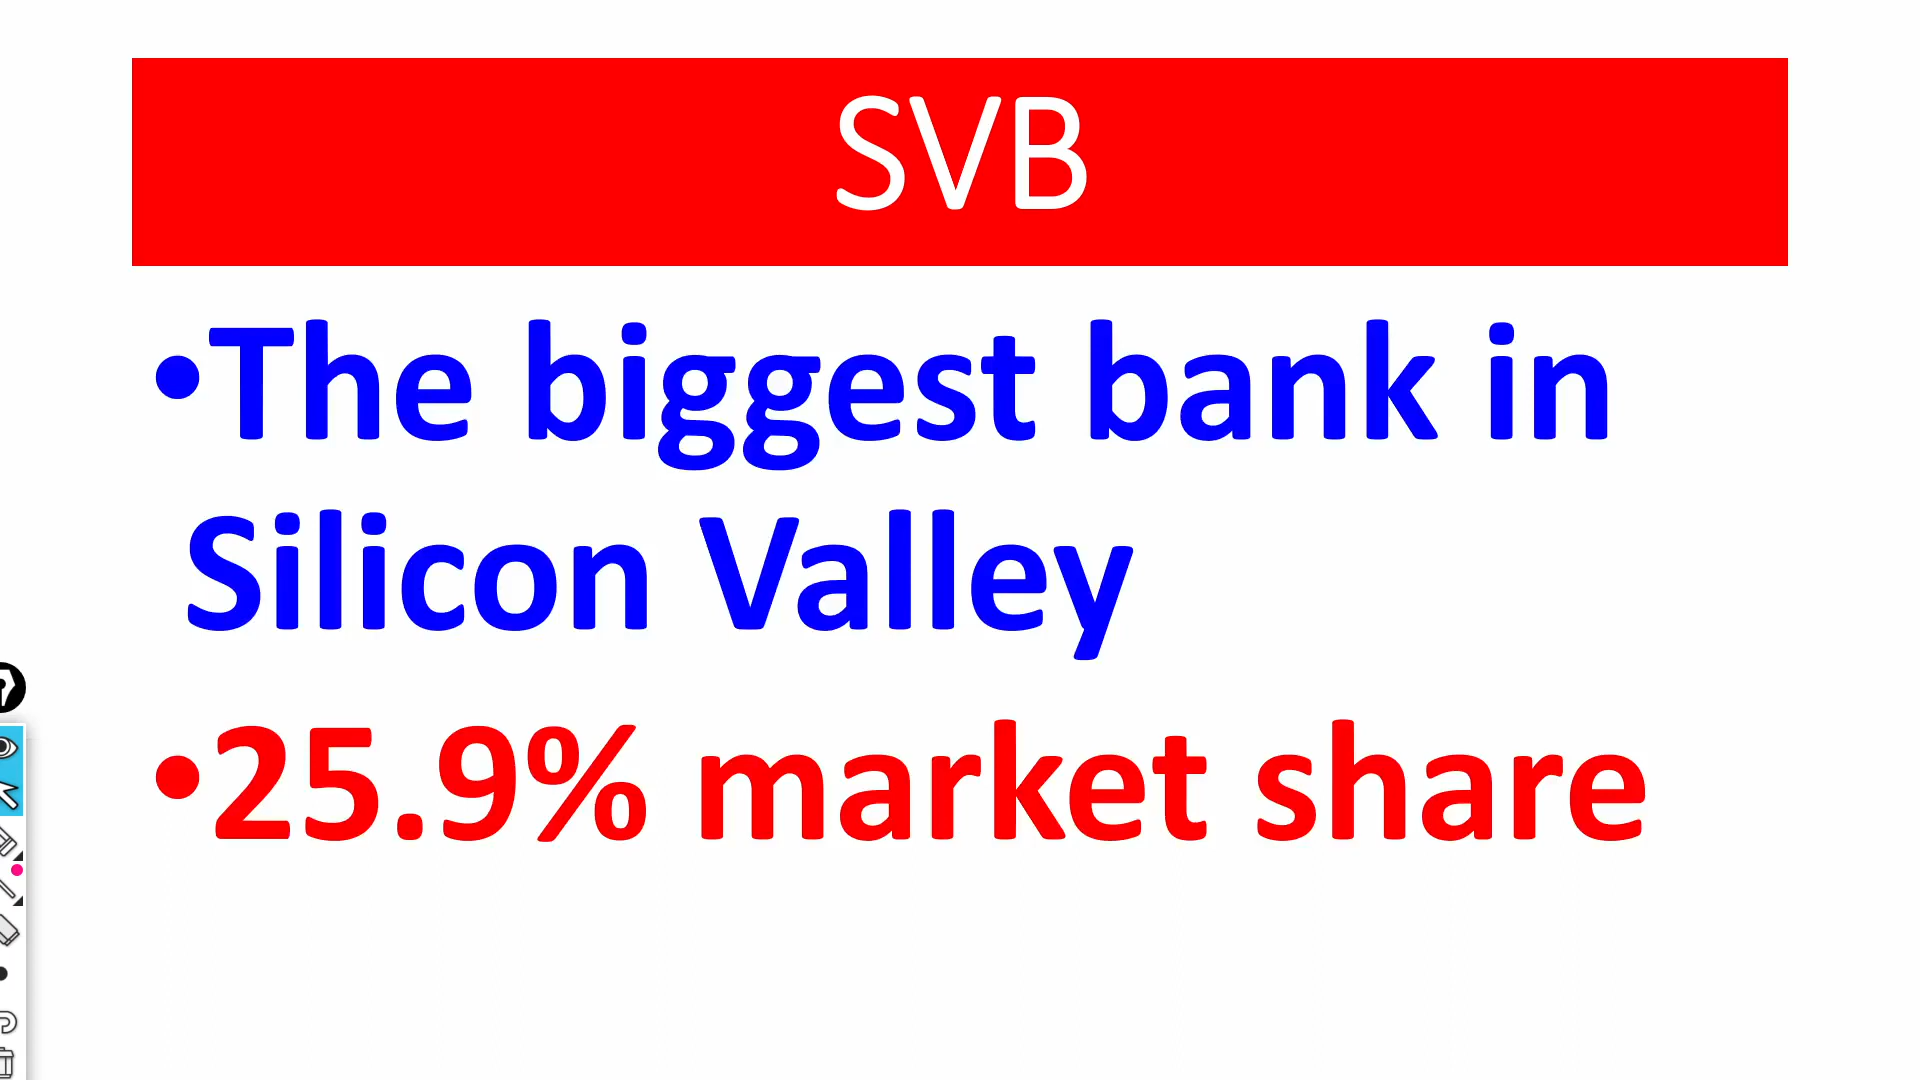 SVB
•The biggest bank in
Silicon Valley
•25.9% market share